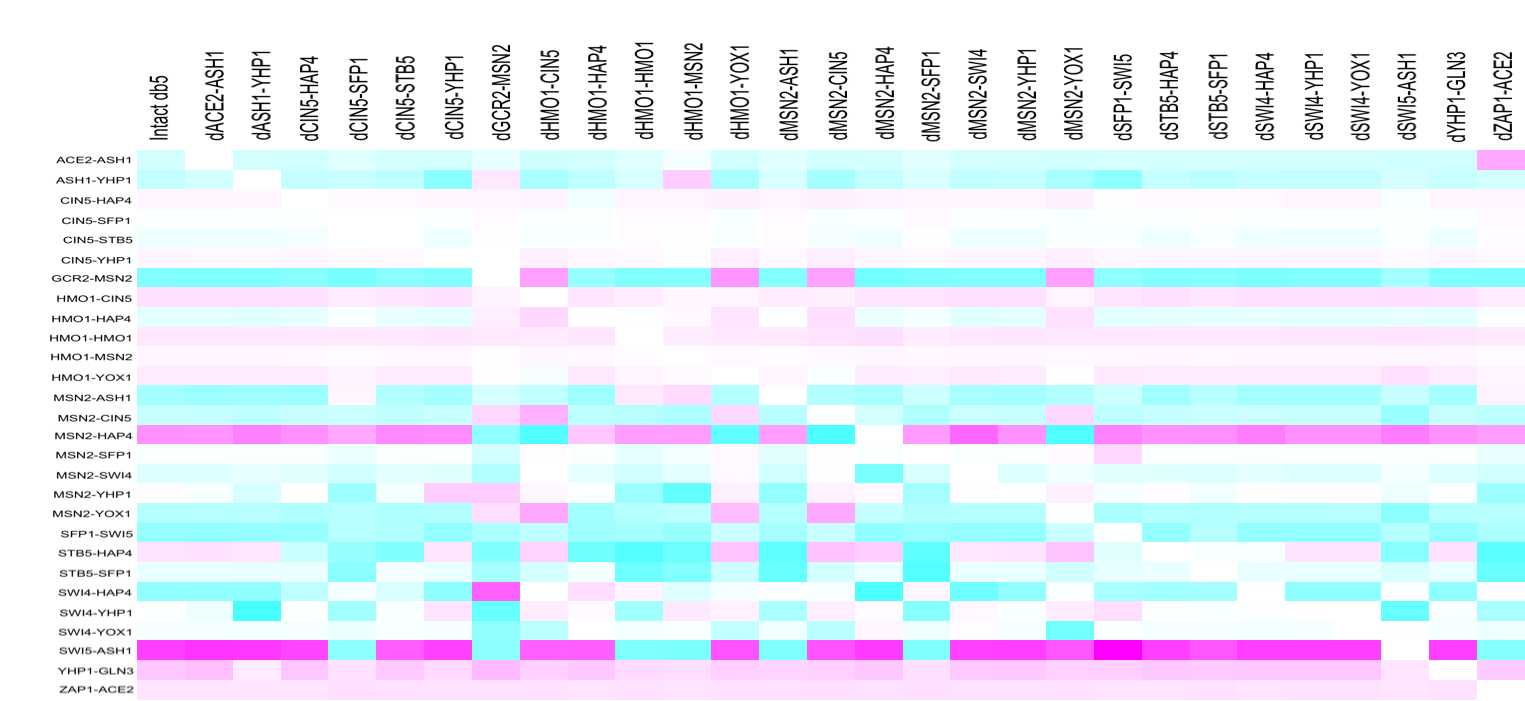 Intact db5
dACE2-ASH1
dASH1-YHP1
dCIN5-HAP4
dCIN5-SFP1
dCIN5-STB5
dCIN5-YHP1
dGCR2-MSN2
dHMO1-CIN5
dHMO1-HAP4
dHMO1-HMO1
dHMO1-MSN2
dHMO1-YOX1
dMSN2-ASH1
dMSN2-CIN5
dMSN2-HAP4
dMSN2-SFP1
dMSN2-SWI4
dMSN2-YHP1
dMSN2-YOX1
dSFP1-SWI5
dSTB5-HAP4
dSTB5-SFP1
dSWI4-HAP4
dSWI4-YHP1
dSWI4-YOX1
dSWI5-ASH1
dYHP1-GLN3
dZAP1-ACE2
ACE2-ASH1
ASH1-YHP1
CIN5-HAP4
CIN5-SFP1
CIN5-STB5
CIN5-YHP1
GCR2-MSN2
HMO1-CIN5
HMO1-HAP4
HMO1-HMO1
HMO1-MSN2
HMO1-YOX1
MSN2-ASH1
MSN2-CIN5
MSN2-HAP4
MSN2-SFP1
MSN2-SWI4
MSN2-YHP1
MSN2-YOX1
SFP1-SWI5
STB5-HAP4
STB5-SFP1
SWI4-HAP4
SWI4-YHP1
SWI4-YOX1
SWI5-ASH1
YHP1-GLN3
ZAP1-ACE2